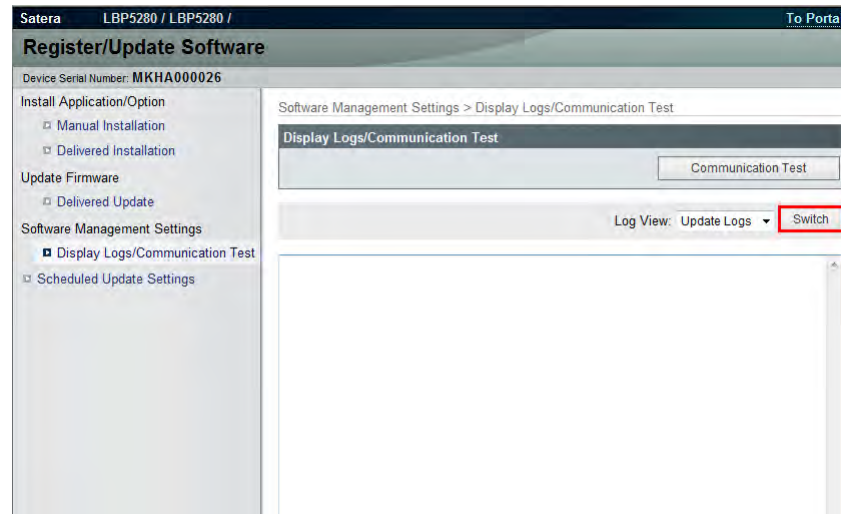 Satera LBP5280 / LBP5280 / To Porta
Register/Update Software
Device Serial Number: MKHA000026
Install Application/Option
Manual Installation
Delivered Installation
Update Firmware
Delivered Update
Software Management Settings
Display Logs/Communication Test
Scheduled Update Settings
Software Management Settings > Display Logs/Communication Test
Display Logs/Communication Test
Communication Test
Log View: Update Logs Switch